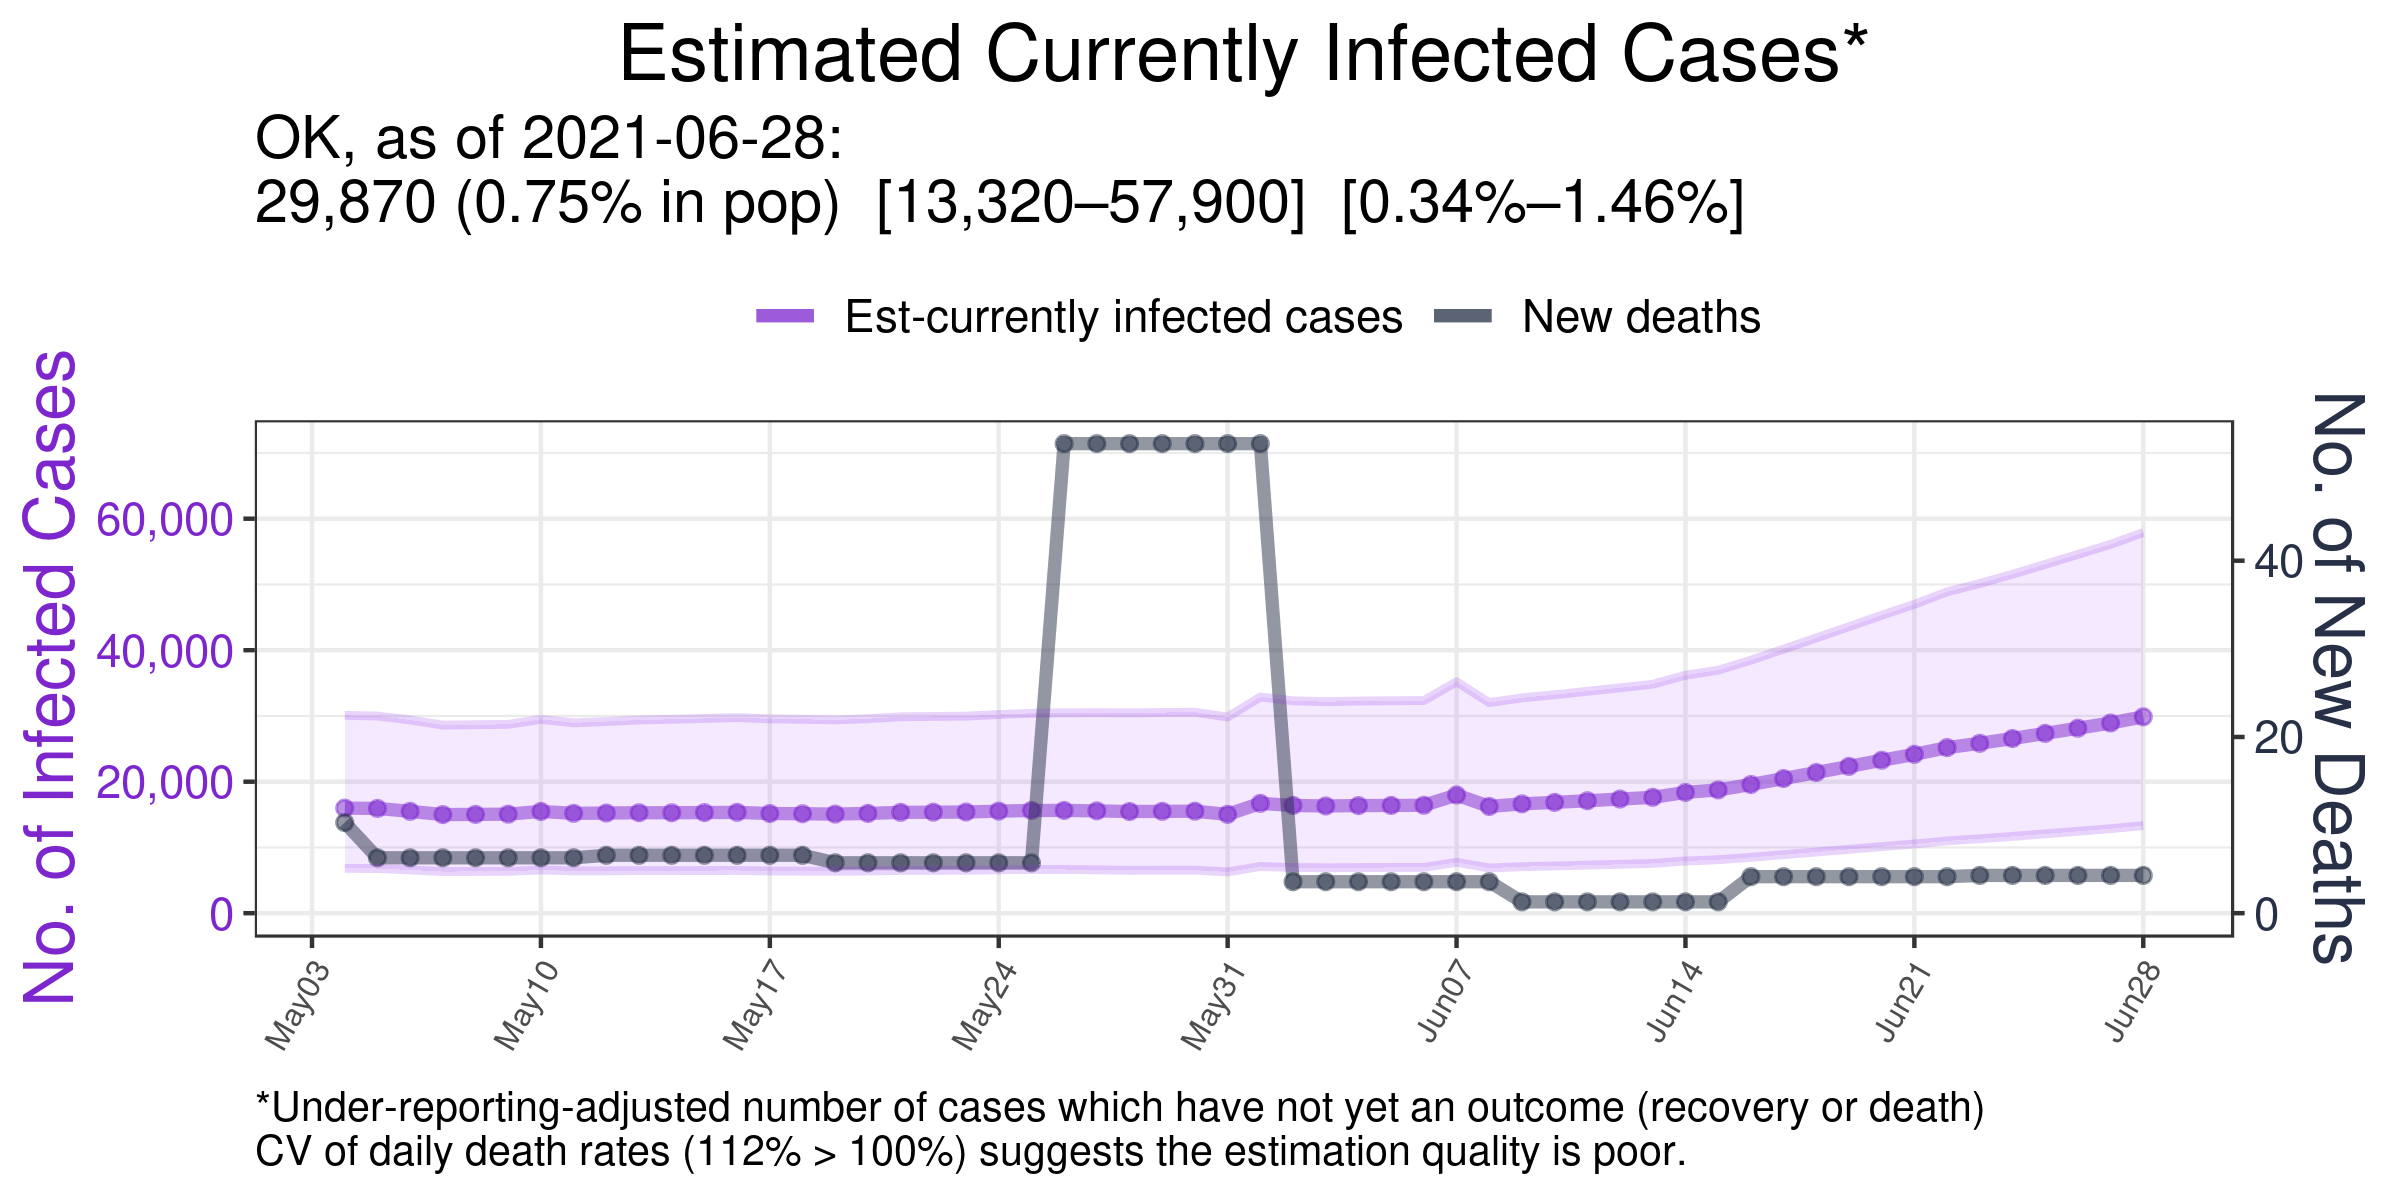 Estimated Currently Infected Cases*
OK, as of 2021-06-28:
29,870 (0.75% in pop) [13,320–57,900] [0.34%–1.46%]
Est-currently infected cases New deaths
No. of Infected Cases
60,000
40,000
20,000
0
40
20
0
No. of New Deaths
May03 May10 May17 May24 May31 Jun07 Jun14 Jun21 Jun28
*Under-reporting-adjusted number of cases which have not yet an outcome (recovery or death)
CV of daily death rates (112% > 100%) suggests the estimation quality is poor.